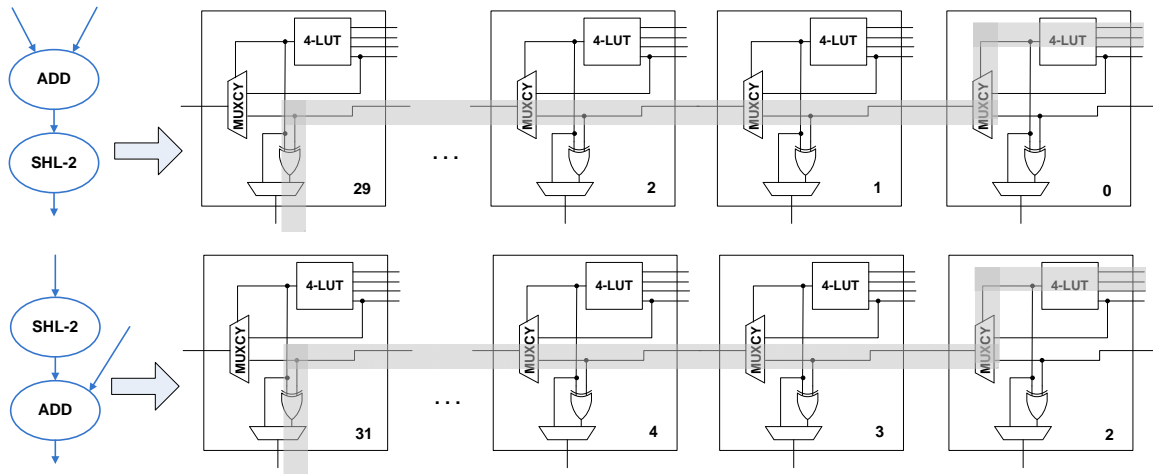 ADD
SHL-2
4-LUT
MUXCY
29
. . .
4-LUT
MUXCY
2
4-LUT
MUXCY
1
4-LUT
MUXCY
0
SHL-2
ADD
4-LUT
MUXCY
31
. . .
4-LUT
MUXCY
4
4-LUT
MUXCY
3
4-LUT
MUXCY
2